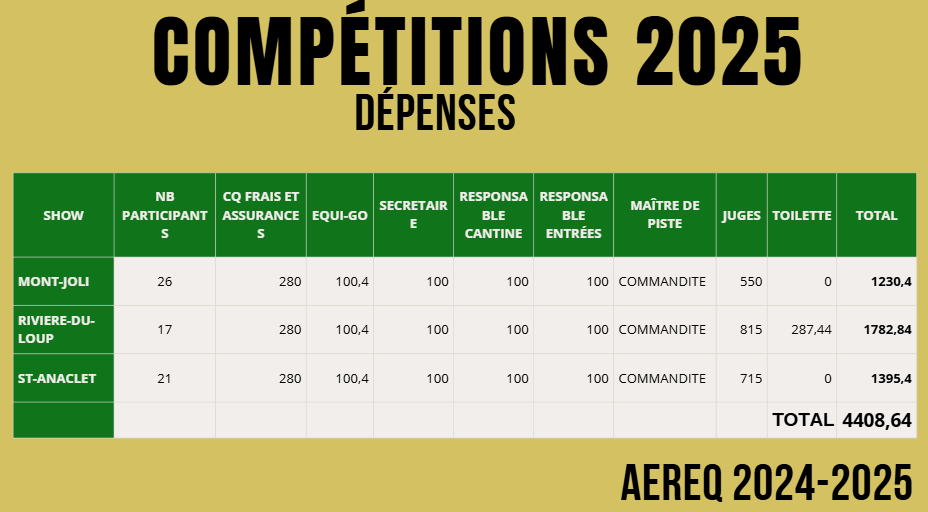 COMPÉTITIONS 2025
DÉPENSES
SHOW NB PARTICIPANTS CQ FRAIS ET ASSURANCES EQUI-GO SECRETAIRE RESPONSABLE CANTINE RESPONSABLE ENTRÉES MAÎTRE DE PISTE JUGES TOILETTE TOTAL
MONT-JOLI 26 280 100,4 100 100 100 COMMANDITE 550 0 1230,4
RIVIERE-DU-LOUP 17 280 100,4 100 100 100 COMMANDITE 815 287,44 1782,84
ST-ANACLET 21 280 100,4 100 100 100 COMMANDITE 715 0 1395,4
TOTAL 4408,64
AEREQ 2024-2025